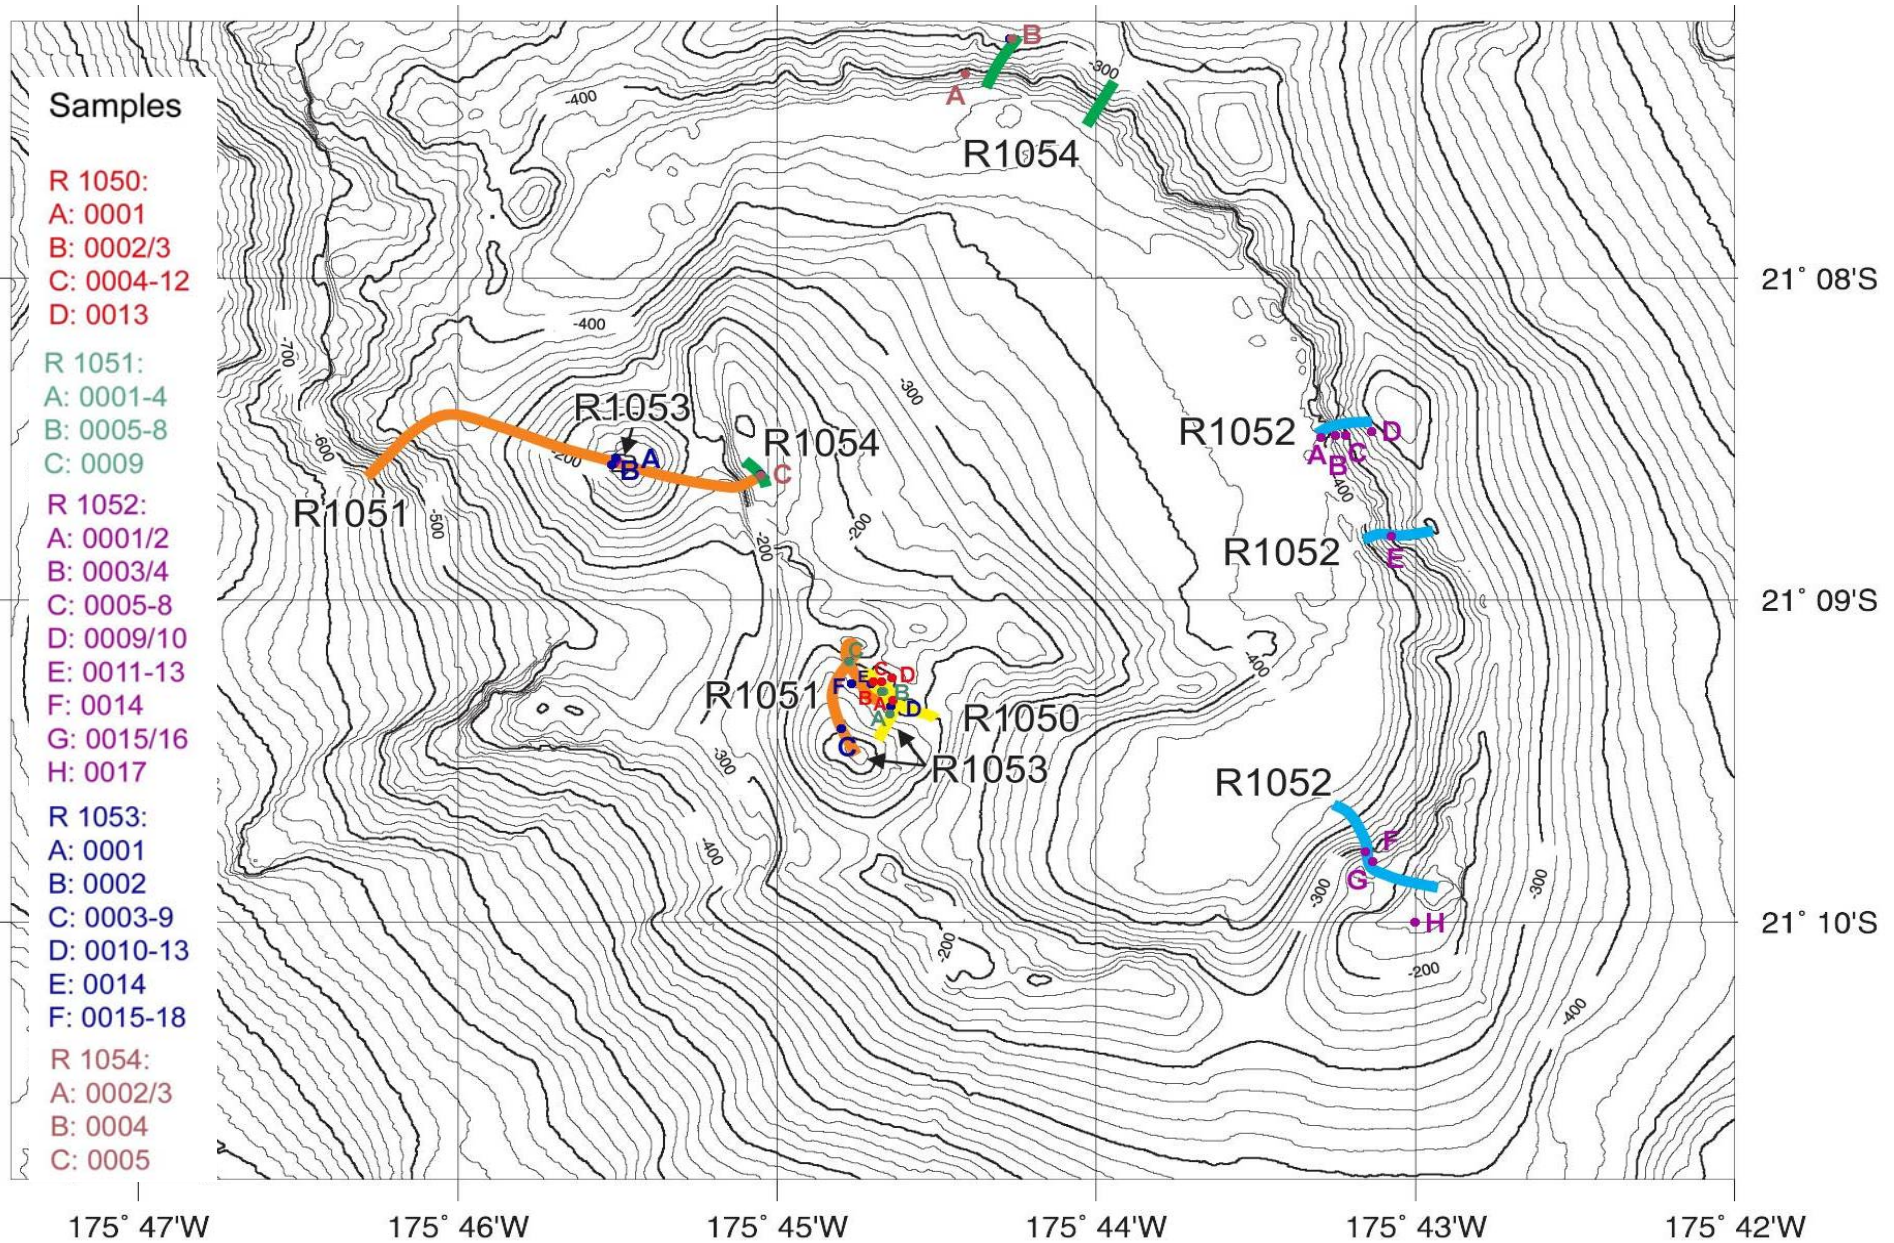 Samples
R 1050:
A: 0001
B: 0002/3
C: 0004-12
D: 0013
R 1051:
A: 0001-4
B: 0005-8
C: 0009
R 1052:
A: 0001/2
B: 0003/4
C: 0005-8
D: 0009/10
E: 0011-13
F: 0014
G: 0015/16
H: 0017
R 1053:
A: 0001
B: 0002
C: 0003-9
D: 0010-13
E: 0014
F: 0015-18
R 1054:
A: 0002/3
B: 0004
C: 0005
B
-300
-400
A
R1054
21° 08'S
-400
-700
-300
R1053
R1052
D
A
B
C
-400
R1054
C
-600
-200
A
B
R1051
-500
-200
-200
R1052
E
21° 09'S
-400
C
E
C
D
F
B
B
A
D
A
R1051
R1050
C
R1053
-300
R1052
F
G
-400
-300
-300
H
21° 10'S
-200
-200
-400
175° 47'W
175° 46'W
175° 45'W
175° 44'W
175° 43'W
175° 42'W